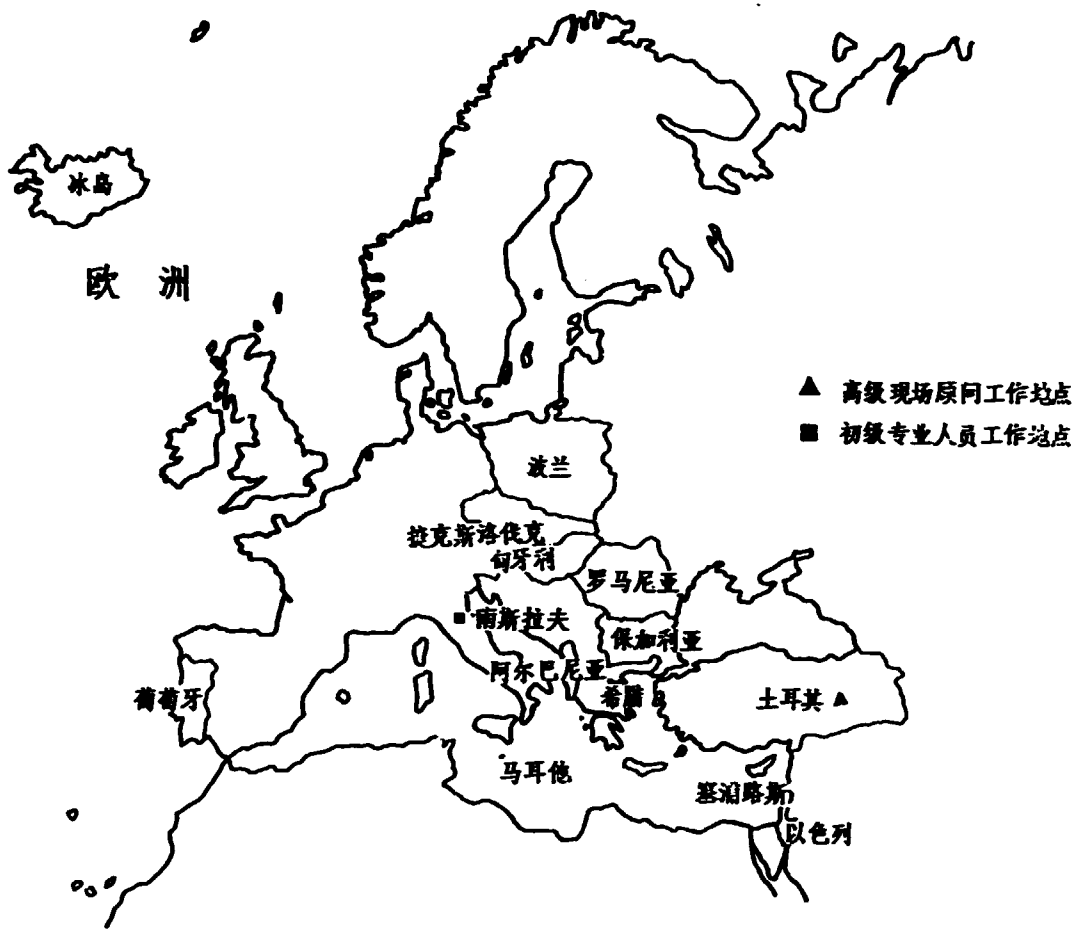 冰岛
欧 洲
▲ 高级现场顾问工作地点
■ 初级专业人员工作地点
波兰
捷克斯洛伐克
匈牙利
罗马尼亚
南斯拉夫
保加利亚
阿尔巴尼亚
葡萄牙
希腊
土耳其
马耳他
塞浦路斯
以色列